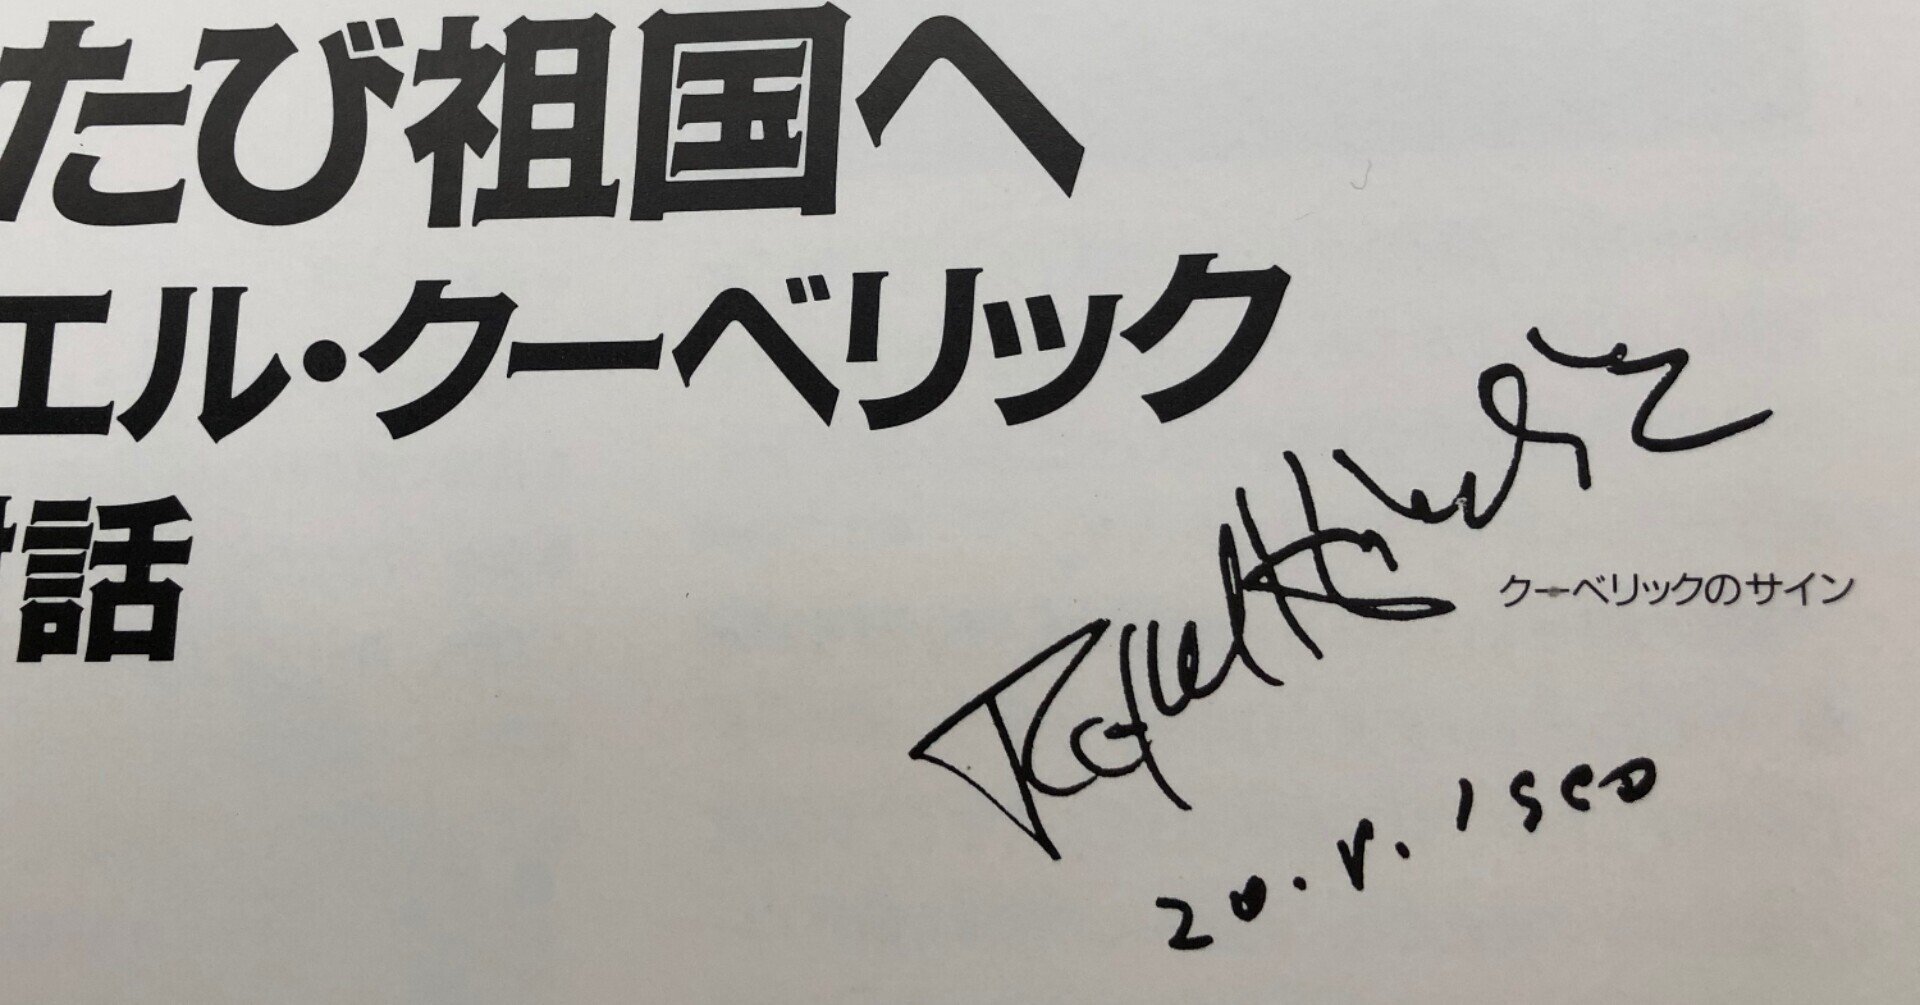 たび祖国へ
エル・クーベリック
話
クーベリックのサイン
20. V. 1990